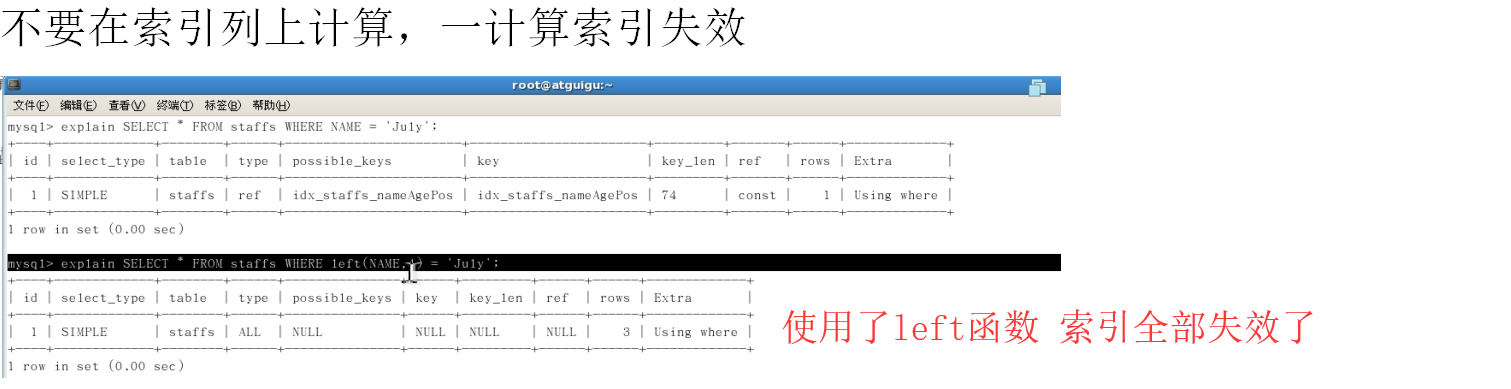 不要在索引列上计算，一计算索引失效
root@atguigu:~
文件(F) 编辑(E) 查看(V) 终端(T) 标签(B) 帮助(H)
mysql> explain SELECT * FROM staffs WHERE NAME = 'July';
+----+-------------+--------+------+-----------------------+-----------------------+---------+-------+------+-------------+
| id | select_type | table | type | possible_keys | key | key_len | ref | rows | Extra |
+----+-------------+--------+------+-----------------------+-----------------------+---------+-------+------+-------------+
| 1 | SIMPLE | staffs | ref | idx_staffs_nameAgePos | idx_staffs_nameAgePos | 74 | const | 1 | Using where |
+----+-------------+--------+------+-----------------------+-----------------------+---------+-------+------+-------------+
1 row in set (0.00 sec)
mysql> explain SELECT * FROM staffs WHERE left(NAME, ) = 'July';
+----+-------------+--------+------+---------------+------+---------+------+------+-------------+
| id | select_type | table | type | possible_keys | key | key_len | ref | rows | Extra |
+----+-------------+--------+------+---------------+------+---------+------+------+-------------+
| 1 | SIMPLE | staffs | ALL | NULL | NULL | NULL | NULL | 3 | Using where |
+----+-------------+--------+------+---------------+------+---------+------+------+-------------+
使用了left函数 索引全部失效了
1 row in set (0.00 sec)